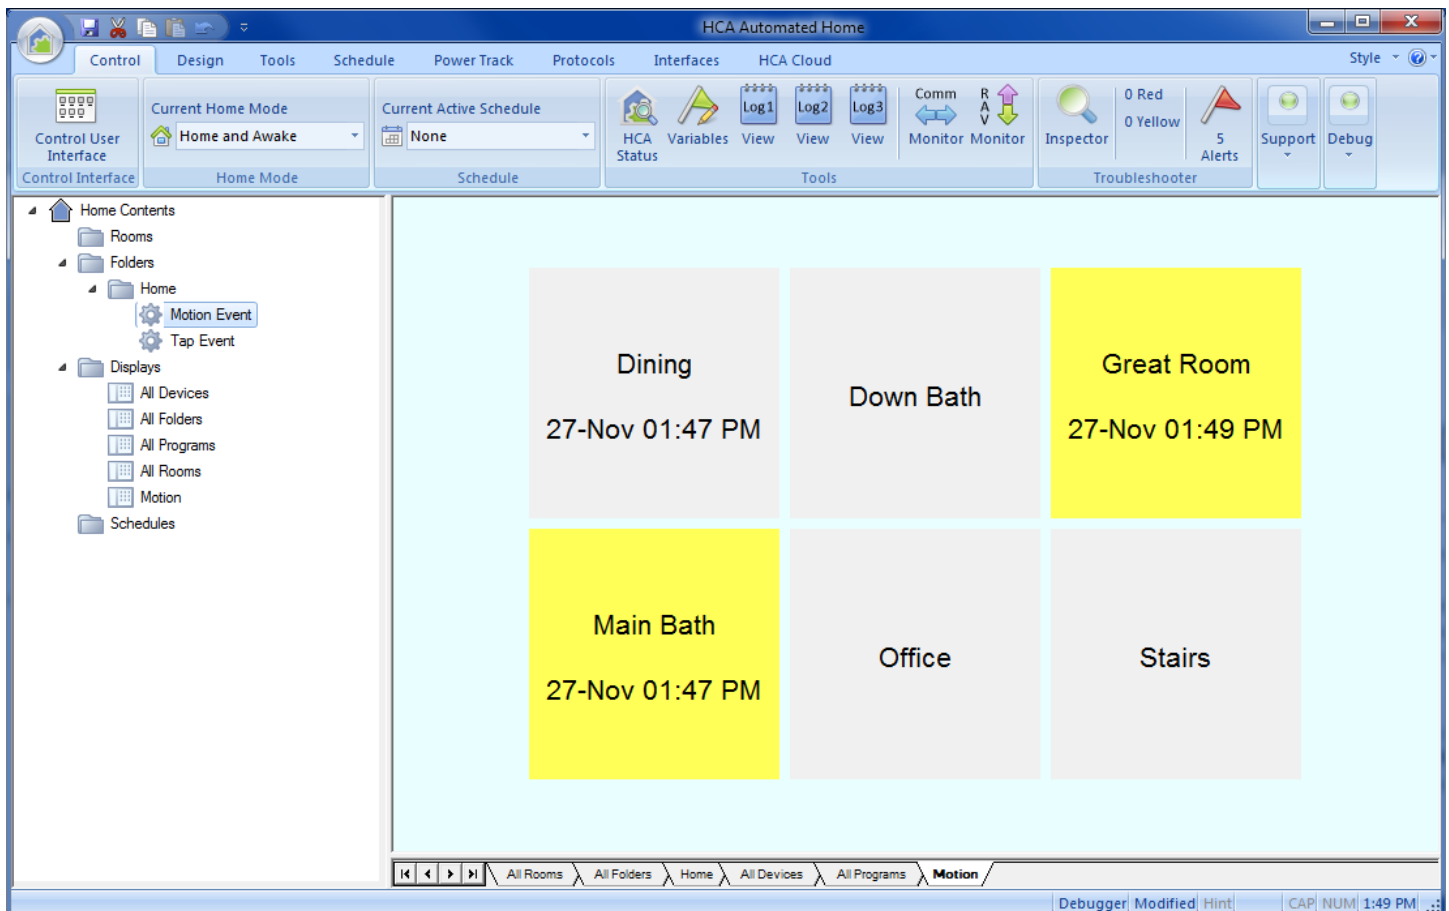 HCA Automated Home
Control Design Tools Schedule Power Track Protocols Interfaces HCA Cloud Style
Control User
Interface
Control Interface
Current Home Mode
Home and Awake
Home Mode
Current Active Schedule
None
Schedule
HCA
Status
Variables
Log1
View
Log2
View
Log3
View
Comm
Monitor
R
A
V
Monitor
Tools
Inspector
0 Red
0 Yellow
5
Alerts
Troubleshooter
Support
Debug
Home Contents
Rooms
Folders
Home
Motion Event
Tap Event
Displays
All Devices
All Folders
All Programs
All Rooms
Motion
Schedules
Dining
27-Nov 01:47 PM
Down Bath
Great Room
27-Nov 01:49 PM
Main Bath
27-Nov 01:47 PM
Office
Stairs
All Rooms All Folders Home All Devices All Programs Motion
Debugger Modified Hint CAP NUM 1:49 PM